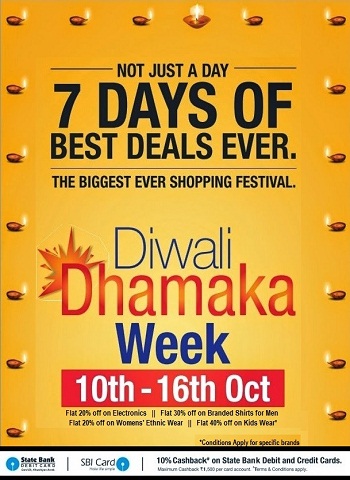 NOT JUST A DAY
7 DAYS OF
BEST DEALS EVER.
THE BIGGEST EVER SHOPPING FESTIVAL.
Diwali
Dhamaka
Week
10th - 16th Oct
Flat 20% off on Electronics || Flat 30% off on Branded Shirts for Men
Flat 20% off on Womens' Ethnic Wear || Flat 40% off on Kids Wear*
*Conditions Apply for specific brands
State Bank
DEBIT CARD
SBI Card
Make life simple
10% Cashback* on State Bank Debit and Credit Cards.
Maximum Cashback ₹1,500 per card account. *Terms & Conditions apply.